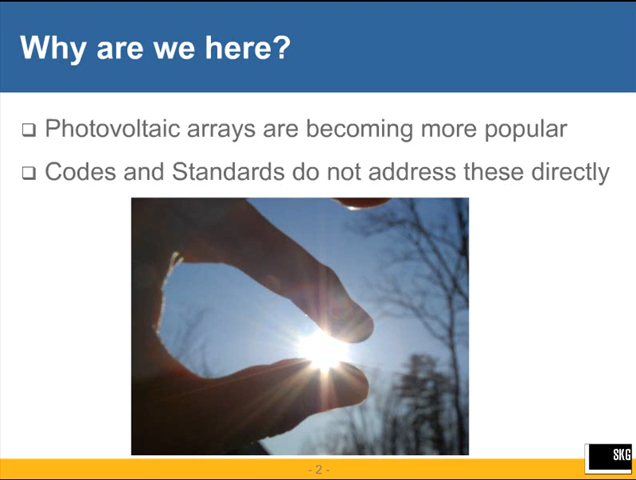 Why are we here?
Photovoltaic arrays are becoming more popular
Codes and Standards do not address these directly
- 2 -
SKG